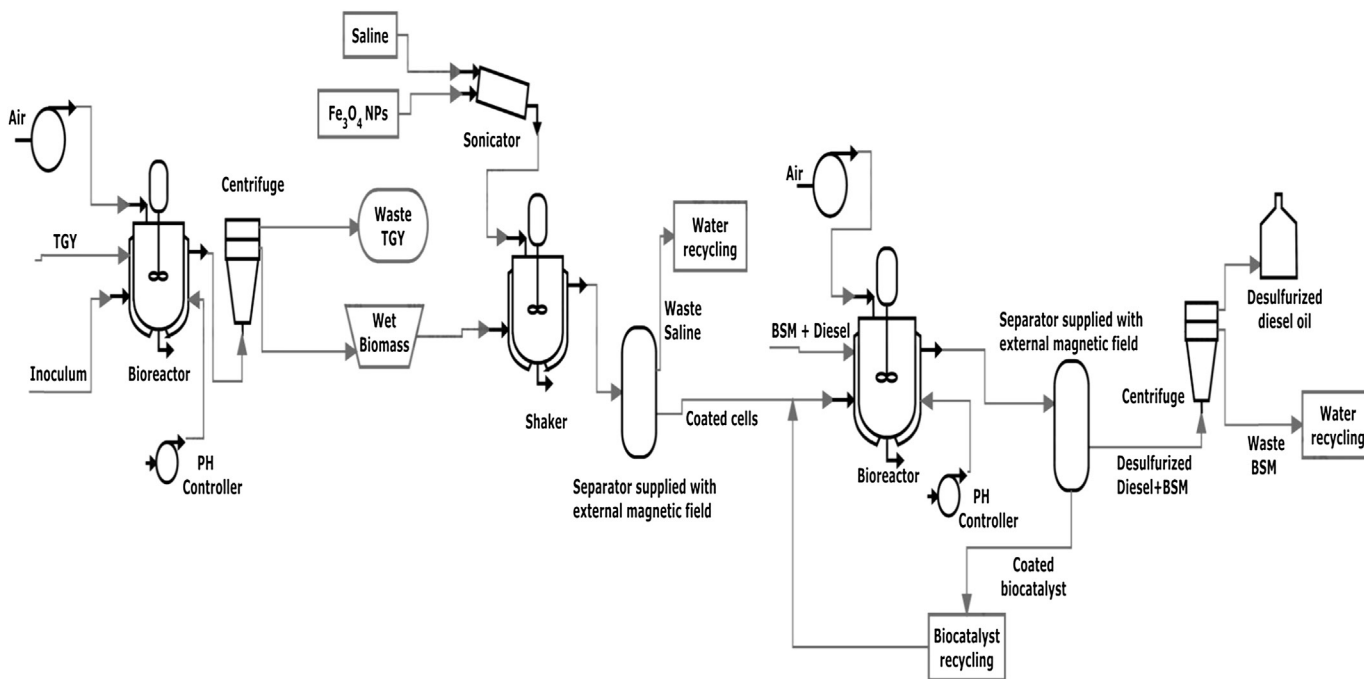 Saline
Fe3O4 NPs
Sonicator
Air
Centrifuge
Waste
TGY
TGY
Wet
Biomass
Inoculum
Bioreactor
PH
Controller
Shaker
Water
recycling
Waste
Saline
Coated cells
Separator supplied with
external magnetic field
Air
BSM + Diesel
Bioreactor
PH
Controller
Separator supplied with
external magnetic field
Coated
biocatalyst
Biocatalyst
recycling
Desulfurized
Diesel+BSM
Centrifuge
Desulfurized
diesel oil
Waste
BSM
Water
recycling